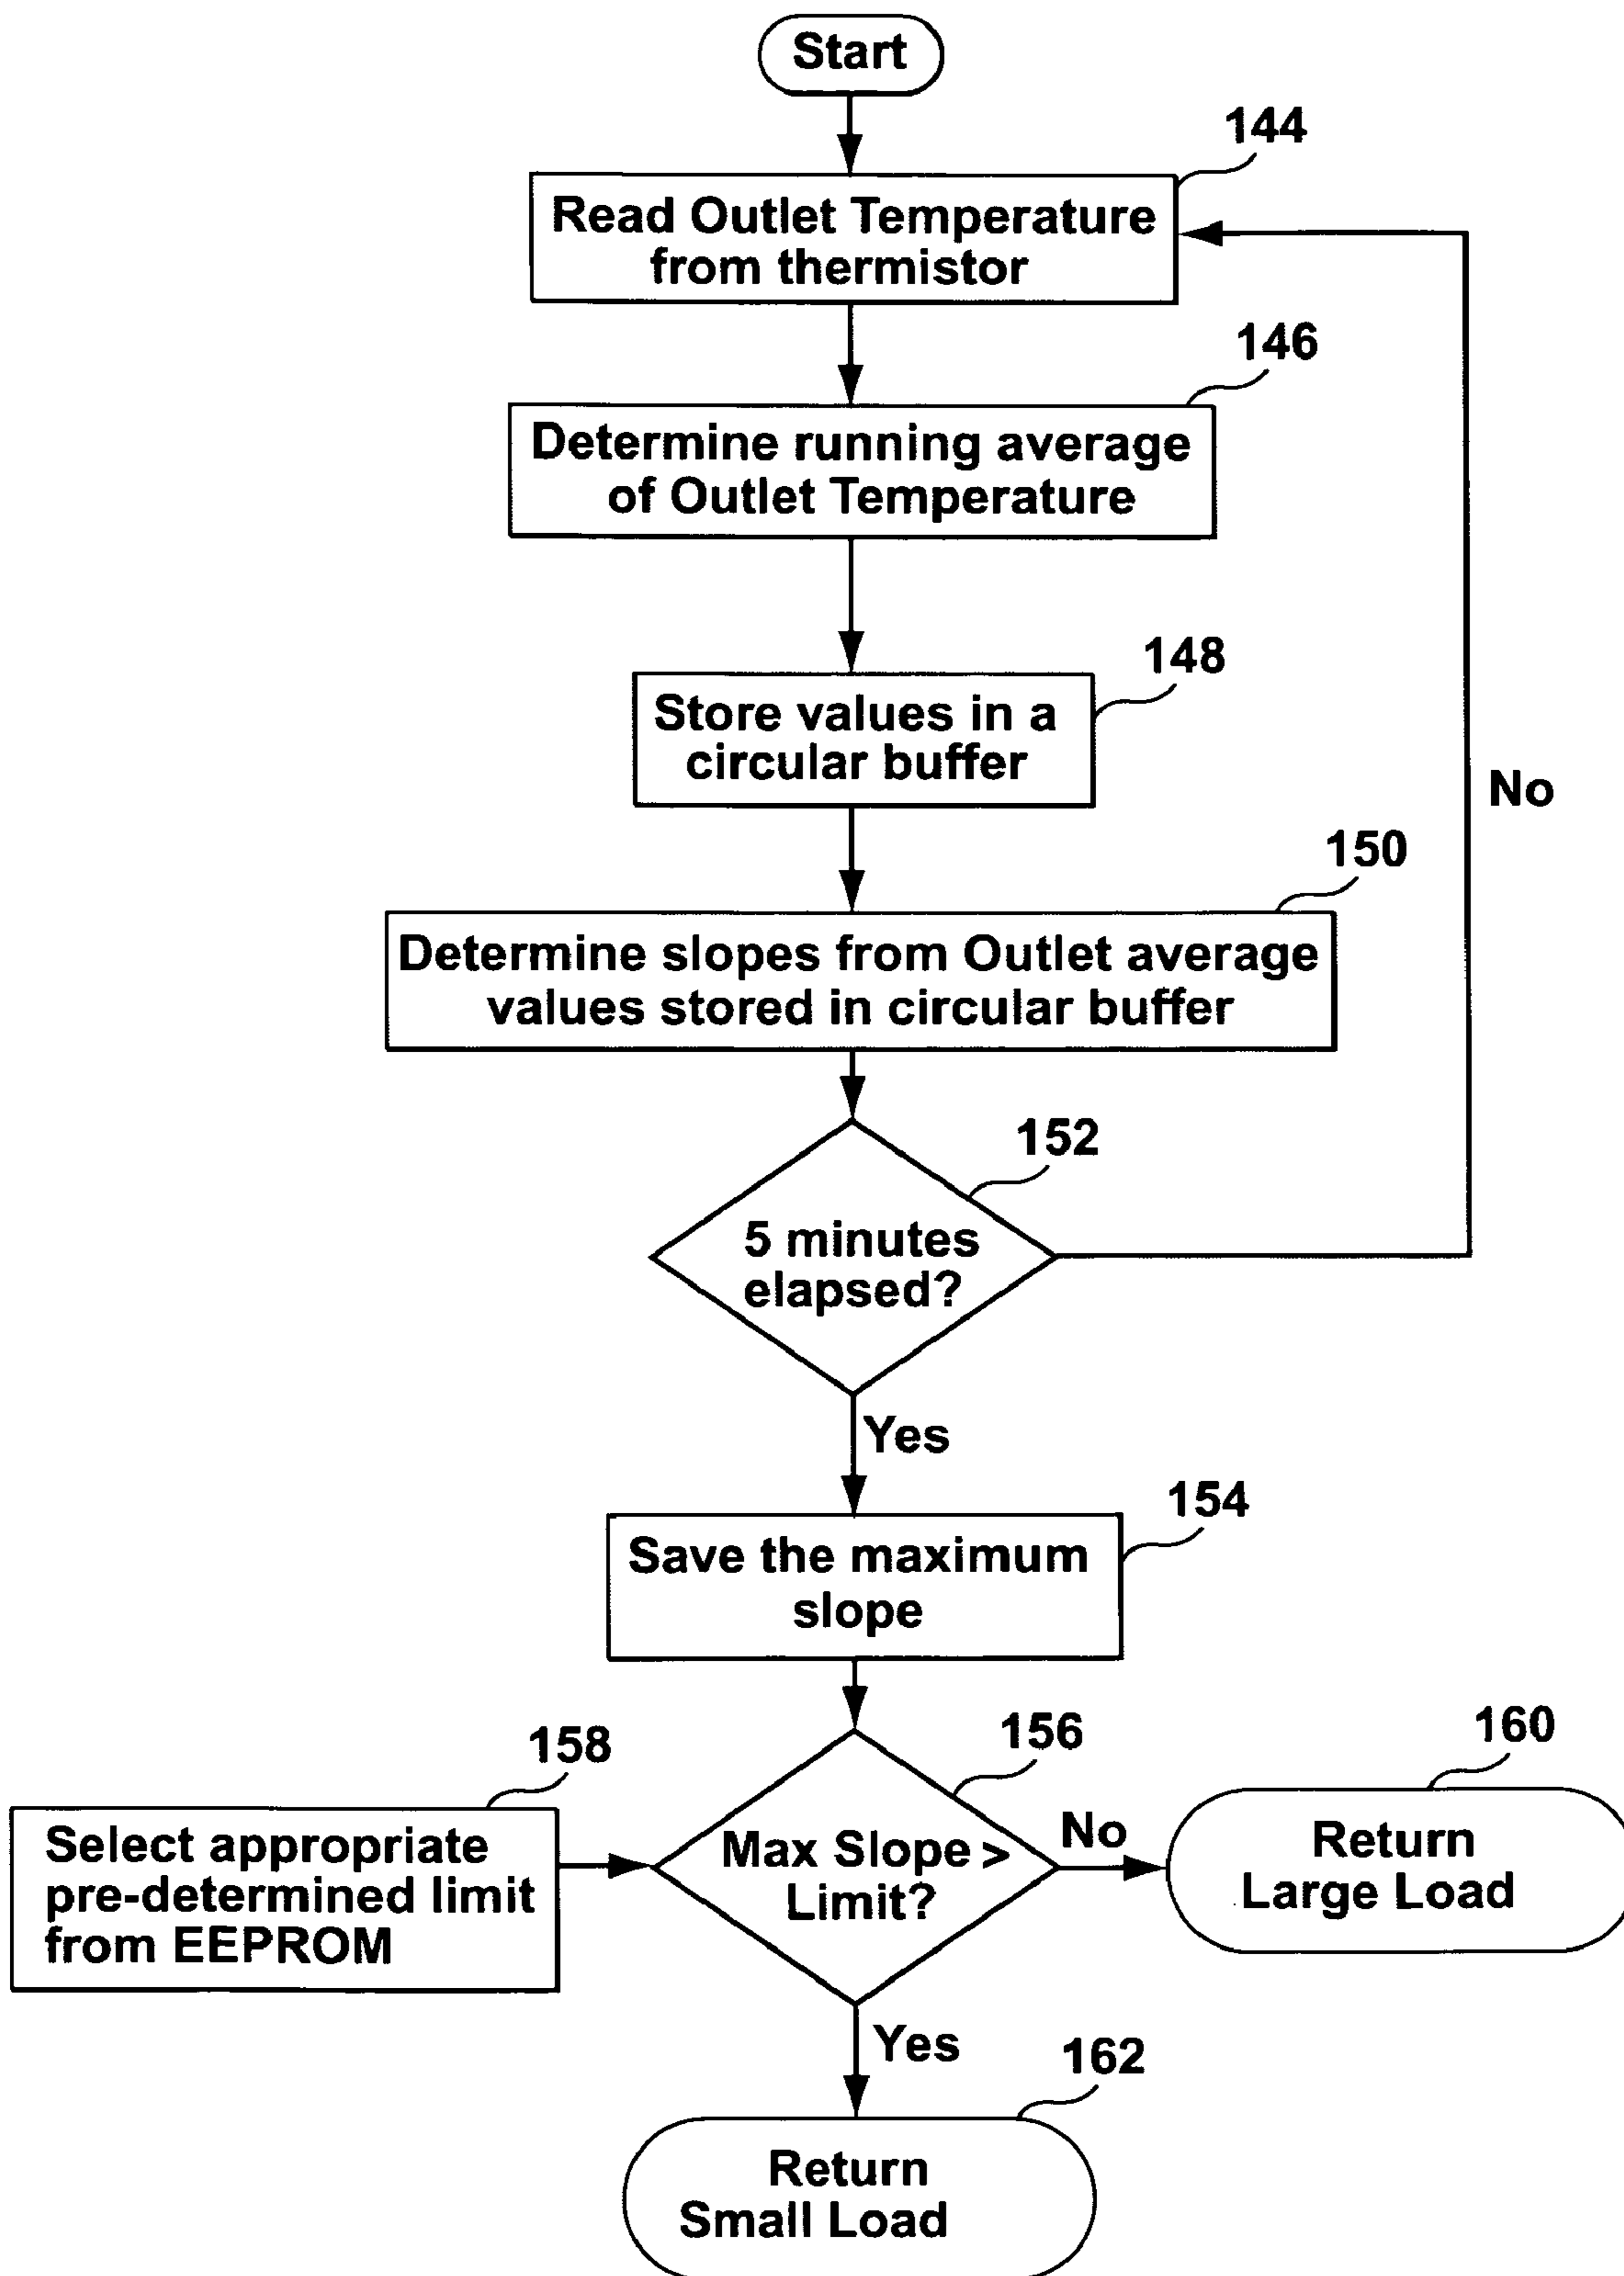 Start
144
Read Outlet Temperature
from thermistor
146
Determine running average
of Outlet Temperature
148
Store values in a
circular buffer
No
150
Determine slopes from Outlet average
values stored in circular buffer
152
5 minutes
elapsed?
Yes
154
Save the maximum
slope
158
Select appropriate
pre-determined limit
from EEPROM
156
Max Slope >
Limit?
No
160
Return
Large Load
Yes
162
Return
Small Load